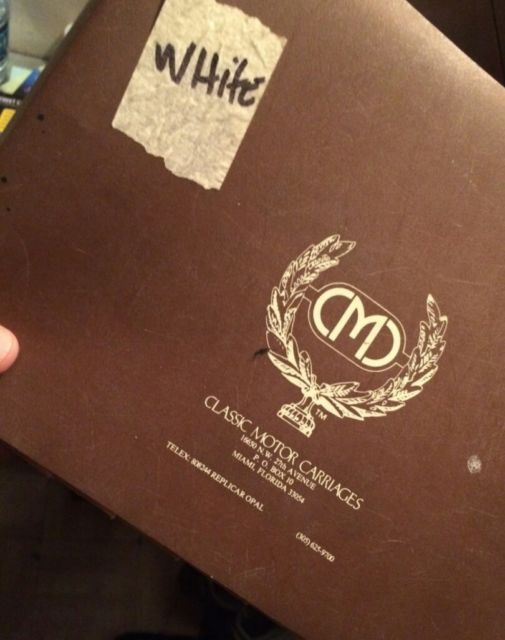 WHite
CMC
TM
CLASSIC MOTOR CARRIAGES
16650 N.W. 27th AVENUE
P. O. BOX 10
MIAMI, FLORIDA 33054
TELEX: 808244 REPLICAR OPAL
(305) 625-9700